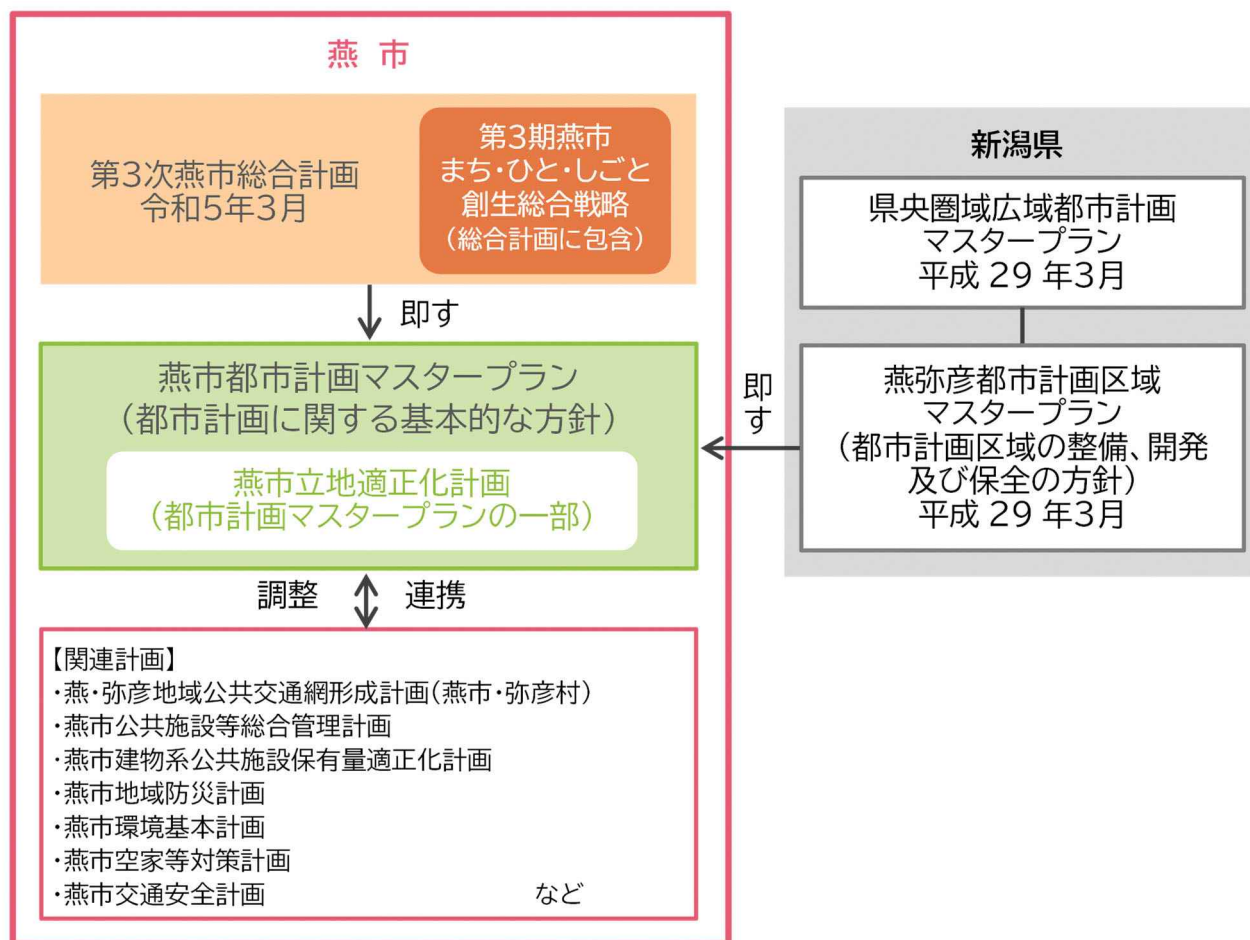 燕 市
第3次燕市総合計画
令和5年3月
第3期燕市
まち・ひと・しごと
創生総合戦略
（総合計画に包含）
即す
燕市都市計画マスタープラン
（都市計画に関する基本的な方針）
燕市立地適正化計画
（都市計画マスタープランの一部）
調整
連携
【関連計画】
・燕・弥彦地域公共交通網形成計画（燕市・弥彦村）
・燕市公共施設等総合管理計画
・燕市建物系公共施設保有量適正化計画
・燕市地域防災計画
・燕市環境基本計画
・燕市空家等対策計画
・燕市交通安全計画 など
新潟県
県央圏域広域都市計画
マスタープラン
平成 29 年3月
燕弥彦都市計画区域
マスタープラン
（都市計画区域の整備、開発
及び保全の方針）
平成 29 年3月
即す